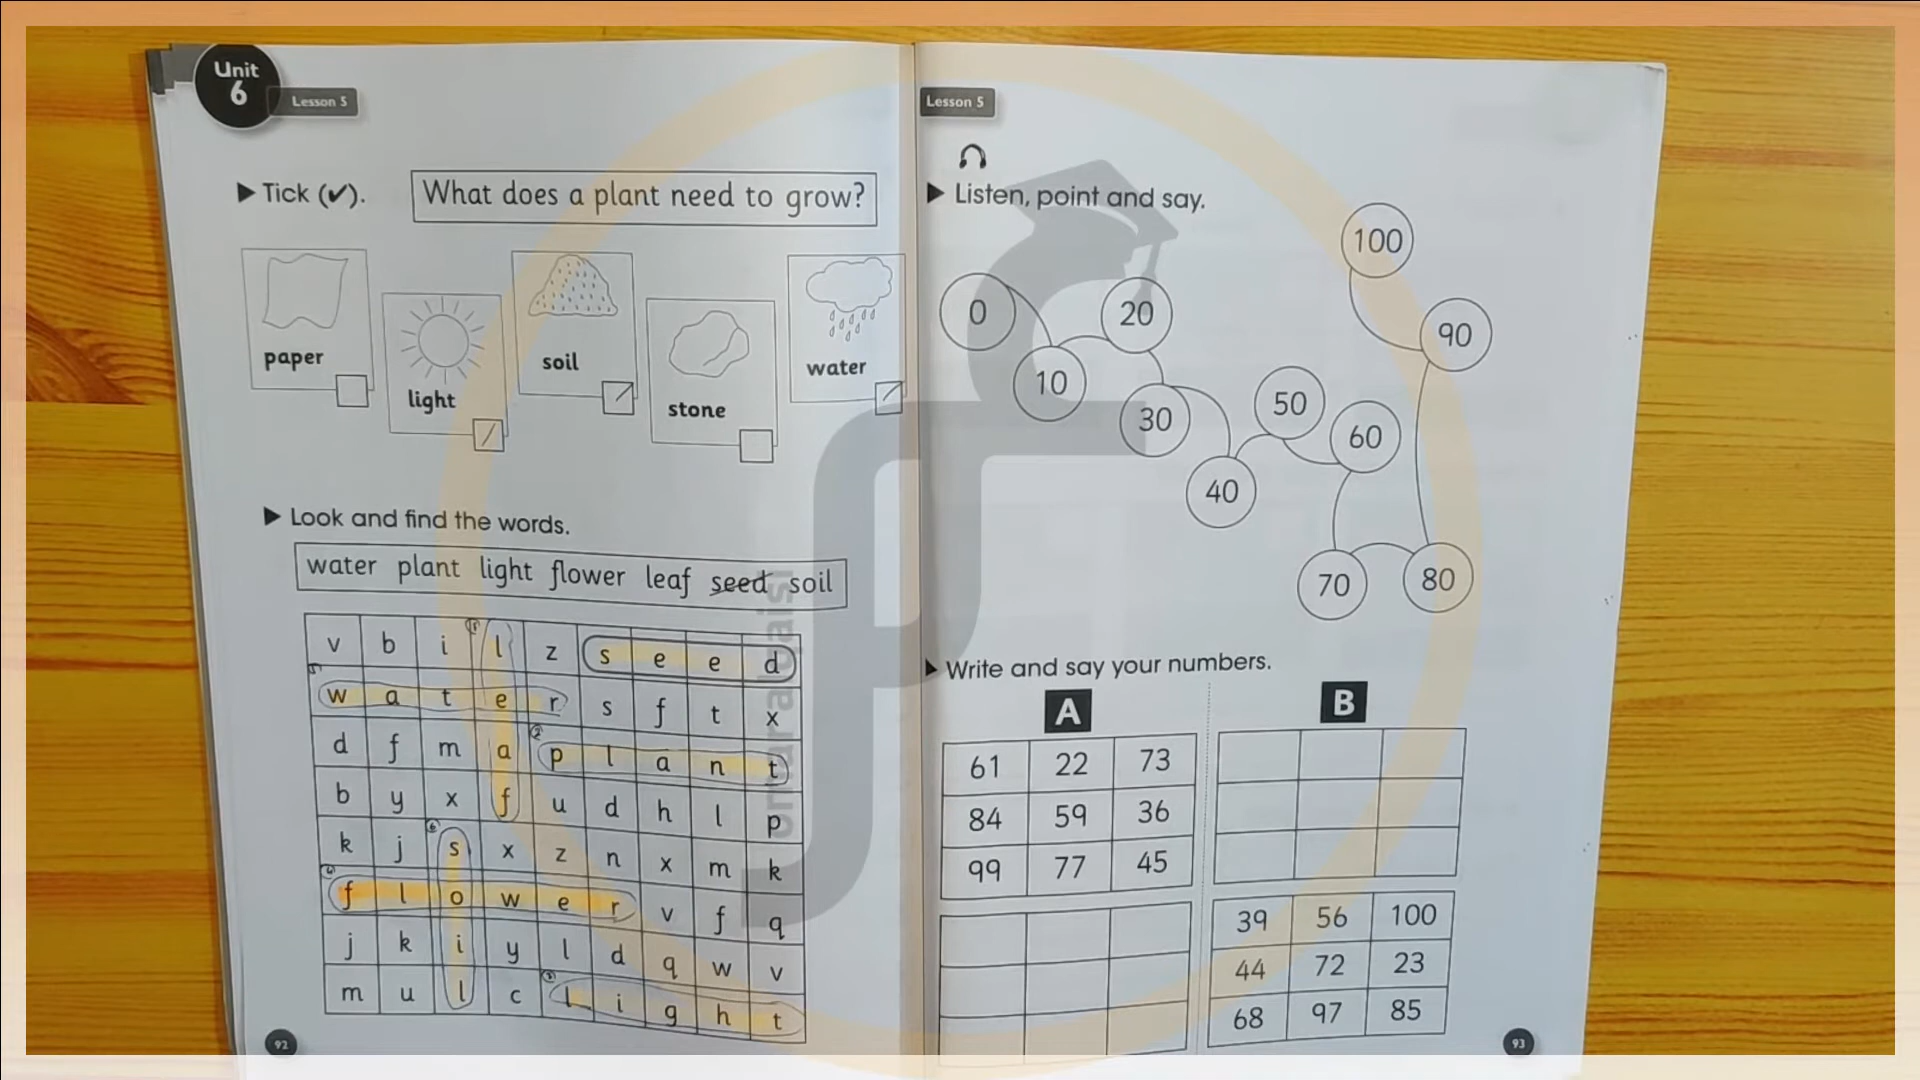 Unit
6
Lesson 5
Tick (✔).
What does a plant need to grow?
paper
light
soil
stone
water
Look and find the words.
water plant light flower leaf seed soil
v b i l z s e e d
w a t e r s f t x
d f m a p l a n t
b y x f u d h l p
k j s x z n x m k
f l o w e r v f q
j k i y l d q w v
m u l c l i g h t
92
Lesson 5
Listen, point and say.
0
10
20
30
40
50
60
70
80
90
100
Write and say your numbers.
A
61 22 73
84 59 36
99 77 45
B
39 56 100
44 72 23
68 97 85
93
omaralqaisi